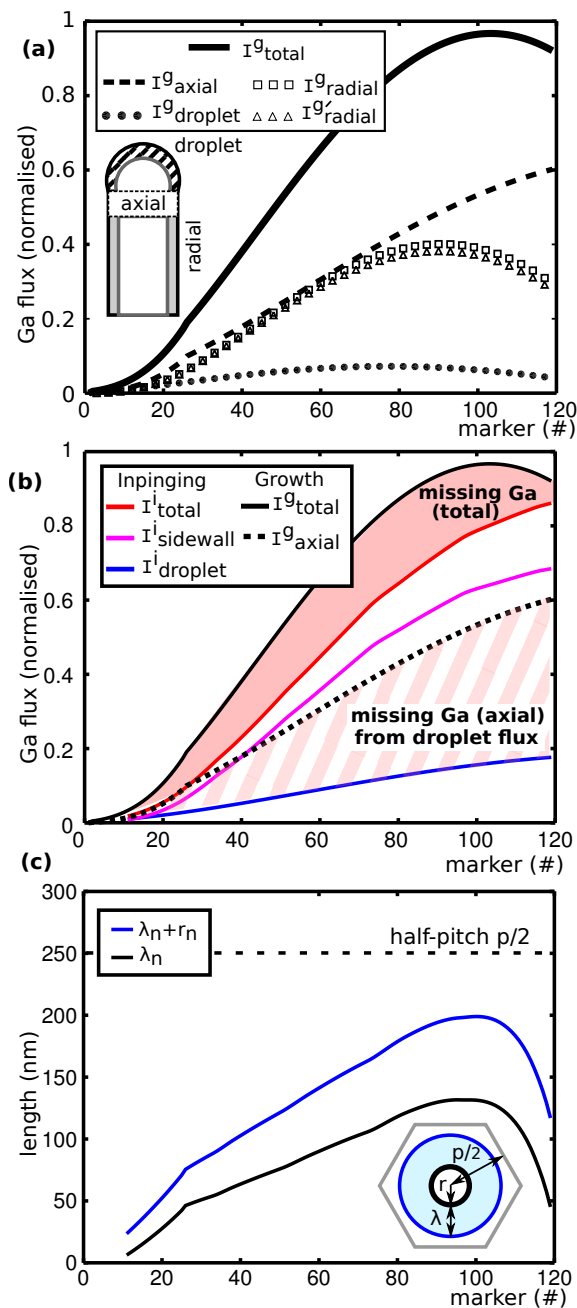 (a)
1
0.8
0.6
0.4
0.2
0
Ga flux (normalised)
I^g_total
I^g_axial
I^g_radial
I^g_droplet
I^g′_radial
droplet
axial
radial
0 20 40 60 80 100 120
marker (#)
(b)
1
0.8
0.6
0.4
0.2
0
Ga flux (normalised)
Inpinging Growth
I^i_total I^g_total
I^i_sidewall I^g_axial
I^i_droplet
missing Ga
(total)
missing Ga (axial)
from droplet flux
0 20 40 60 80 100 120
marker (#)
(c)
300
250
200
150
100
50
0
length (nm)
λ_n+r_n
λ_n
half-pitch p/2
p/2
r
λ
0 20 40 60 80 100 120
marker (#)